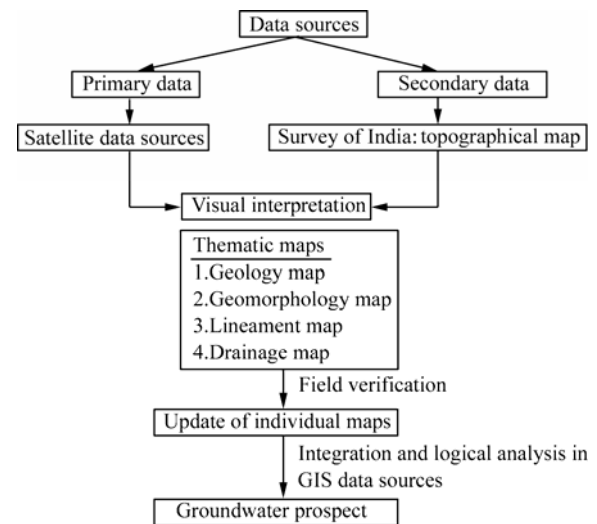 Data sources
Primary data
Secondary data
Satellite data sources
Survey of India: topographical map
Visual interpretation
Thematic maps
1.Geology map
2.Geomorphology map
3.Lineament map
4.Drainage map
Field verification
Update of individual maps
Integration and logical analysis in
GIS data sources
Groundwater prospect